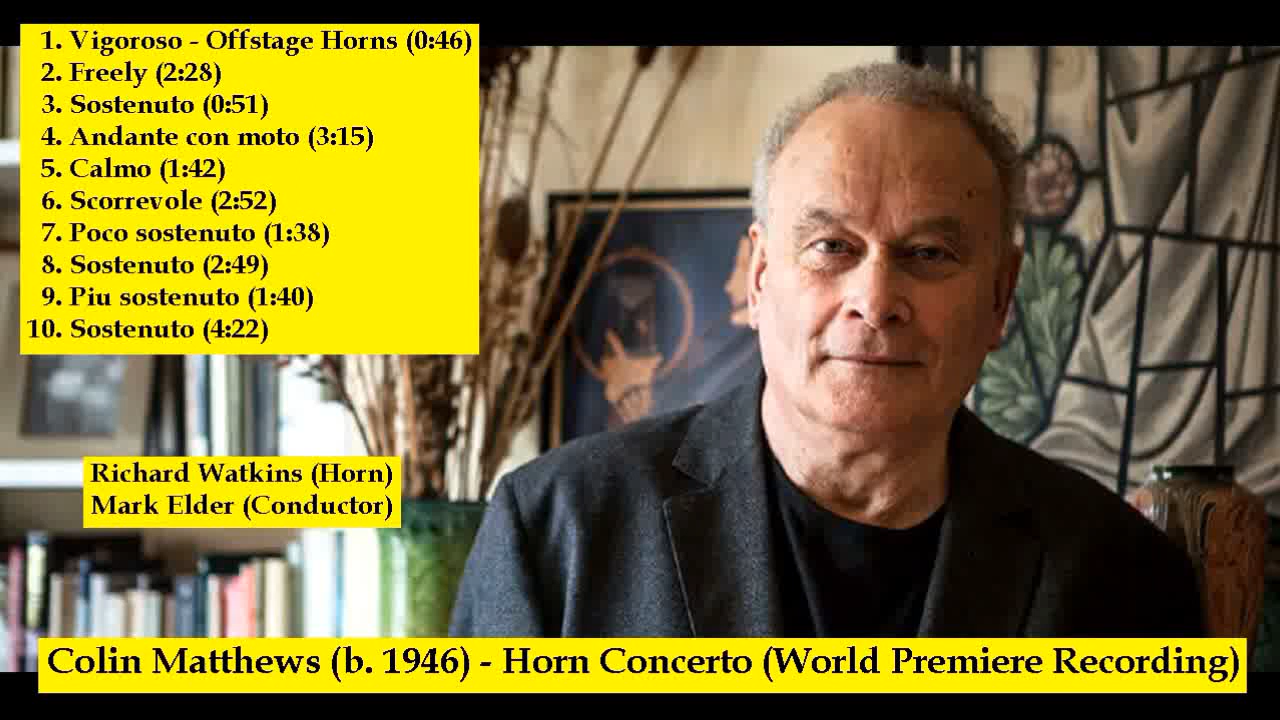 1. Vigoroso - Offstage Horns (0:46)
2. Freely (2:28)
3. Sostenuto (0:51)
4. Andante con moto (3:15)
5. Calmo (1:42)
6. Scorrevole (2:52)
7. Poco sostenuto (1:38)
8. Sostenuto (2:49)
9. Piu sostenuto (1:40)
10. Sostenuto (4:22)
Richard Watkins (Horn)
Mark Elder (Conductor)
Colin Matthews (b. 1946) - Horn Concerto (World Premiere Recording)